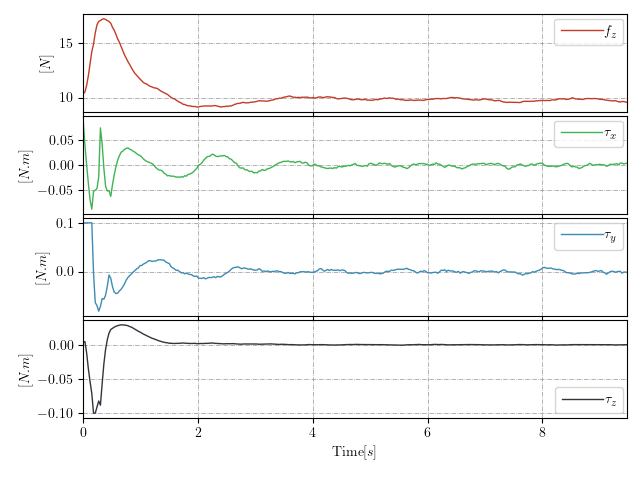 15
10
[N]
f_z
0.05
0.00
−0.05
[N.m]
τ_x
0.1
0.0
[N.m]
τ_y
0.00
−0.05
−0.10
[N.m]
τ_z
0 2 4 6 8
Time[s]